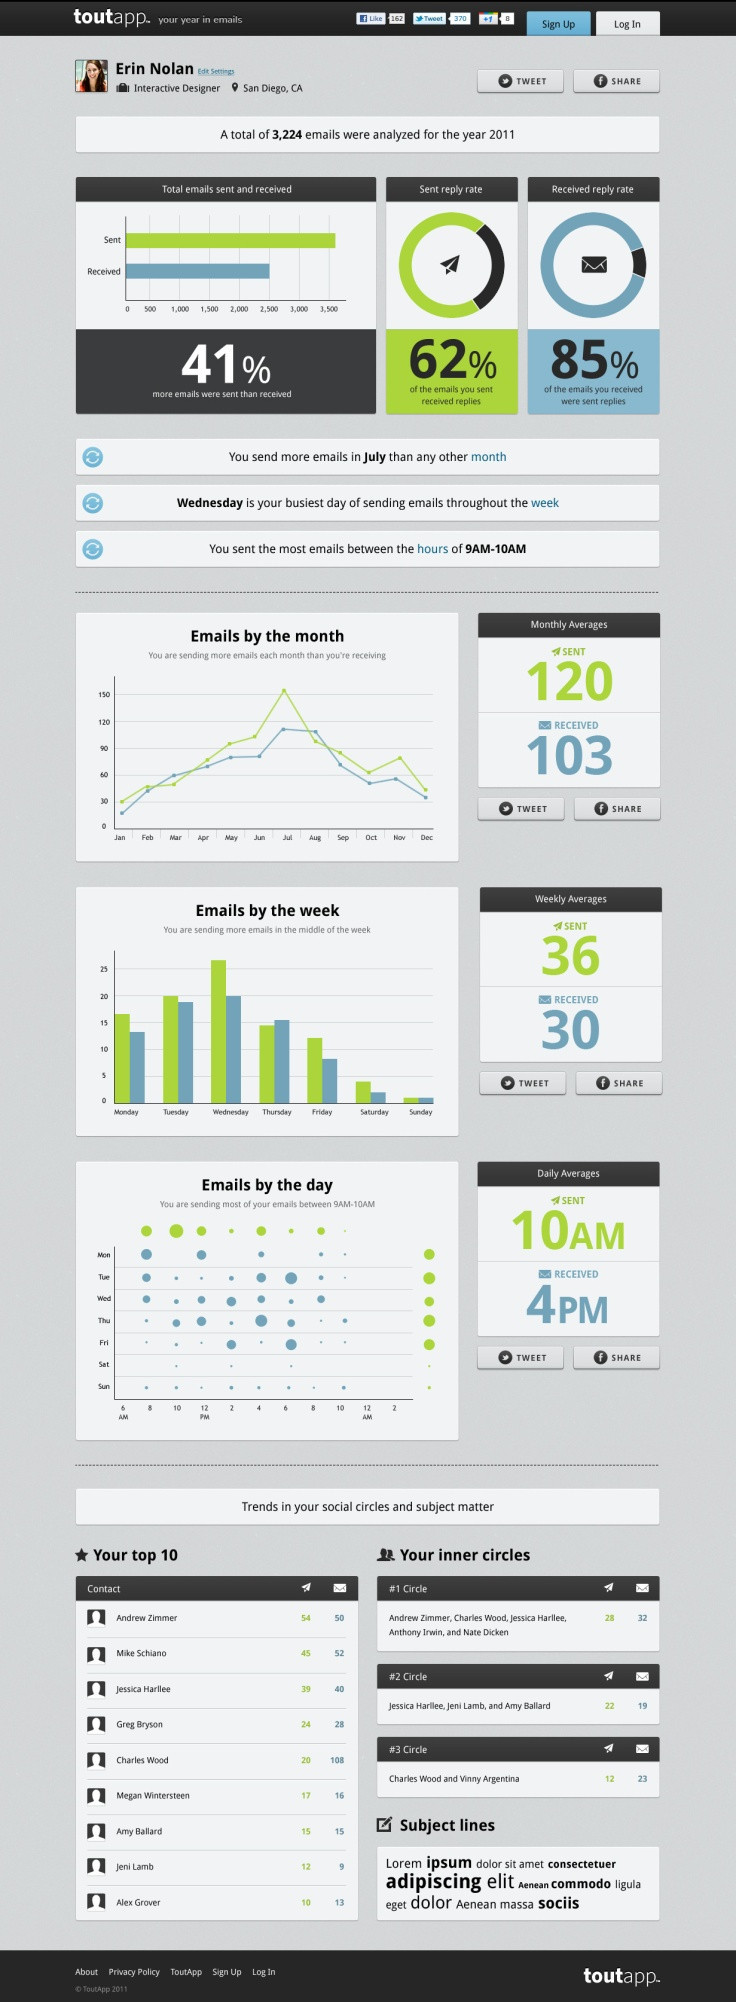 toutapp™ your year in emails
Like 162 Tweet 370 +1 8 Sign Up Log In
Erin Nolan Edit Settings
Interactive Designer San Diego, CA
TWEET SHARE
A total of 3,224 emails were analyzed for the year 2011
Total emails sent and received
Sent
Received
0 500 1,000 1,500 2,000 2,500 3,000 3,500
41%
more emails were sent than received
Sent reply rate
62%
of the emails you sent
received replies
Received reply rate
85%
of the emails you received
were sent replies
You send more emails in July than any other month
Wednesday is your busiest day of sending emails throughout the week
You sent the most emails between the hours of 9AM-10AM
Emails by the month
You are sending more emails each month than you're receiving
150
120
90
60
30
0
Jan Feb Mar Apr May Jun Jul Aug Sep Oct Nov Dec
Monthly Averages
SENT
120
RECEIVED
103
TWEET SHARE
Emails by the week
You are sending more emails in the middle of the week
25
20
15
10
5
0
Monday Tuesday Wednesday Thursday Friday Saturday Sunday
Weekly Averages
SENT
36
RECEIVED
30
TWEET SHARE
Emails by the day
You are sending most of your emails between 9AM-10AM
Mon
Tue
Wed
Thu
Fri
Sat
Sun
6 8 10 12 2 4 6 8 10 12 2
AM PM AM
Daily Averages
SENT
10AM
RECEIVED
4PM
TWEET SHARE
Trends in your social circles and subject matter
Your top 10
Contact
Andrew Zimmer 54 50
Mike Schiano 45 52
Jessica Harllee 39 40
Greg Bryson 24 28
Charles Wood 20 108
Megan Wintersteen 17 16
Amy Ballard 15 15
Jeni Lamb 12 9
Alex Grover 10 13
Your inner circles
#1 Circle
Andrew Zimmer, Charles Wood, Jessica Harllee, 28 32
Anthony Irwin, and Nate Dicken
#2 Circle
Jessica Harllee, Jeni Lamb, and Amy Ballard 22 19
#3 Circle
Charles Wood and Vinny Argentina 12 23
Subject lines
Lorem ipsum dolor sit amet consectetuer
adipiscing elit Aenean commodo ligula
eget dolor Aenean massa sociis
About Privacy Policy ToutApp Sign Up Log In
© ToutApp 2011
toutapp™